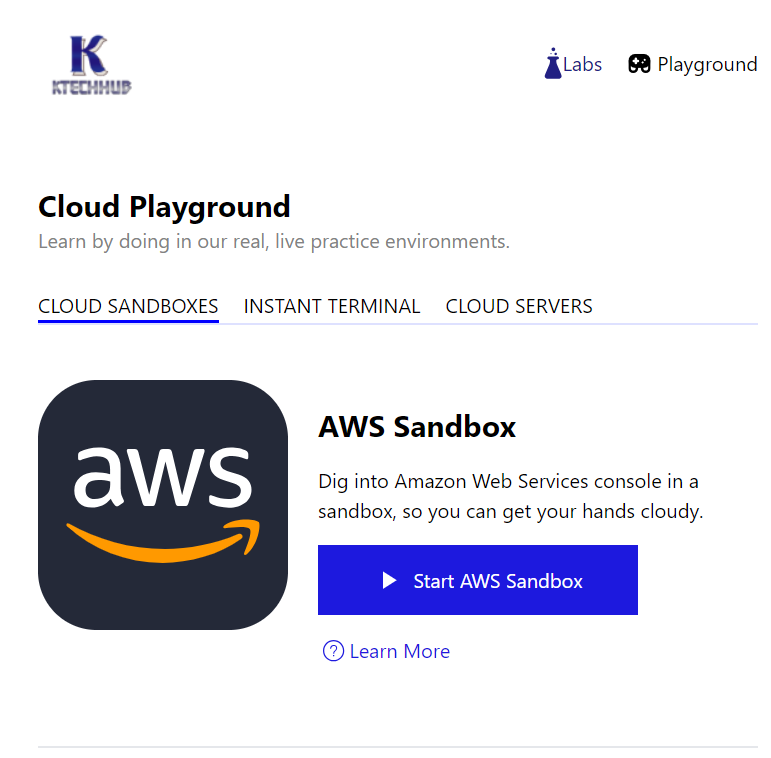 K
KTECHHUB
Labs
Playground
Cloud Playground
Learn by doing in our real, live practice environments.
CLOUD SANDBOXES
INSTANT TERMINAL
CLOUD SERVERS
aws
AWS Sandbox
Dig into Amazon Web Services console in a
sandbox, so you can get your hands cloudy.
Start AWS Sandbox
? Learn More